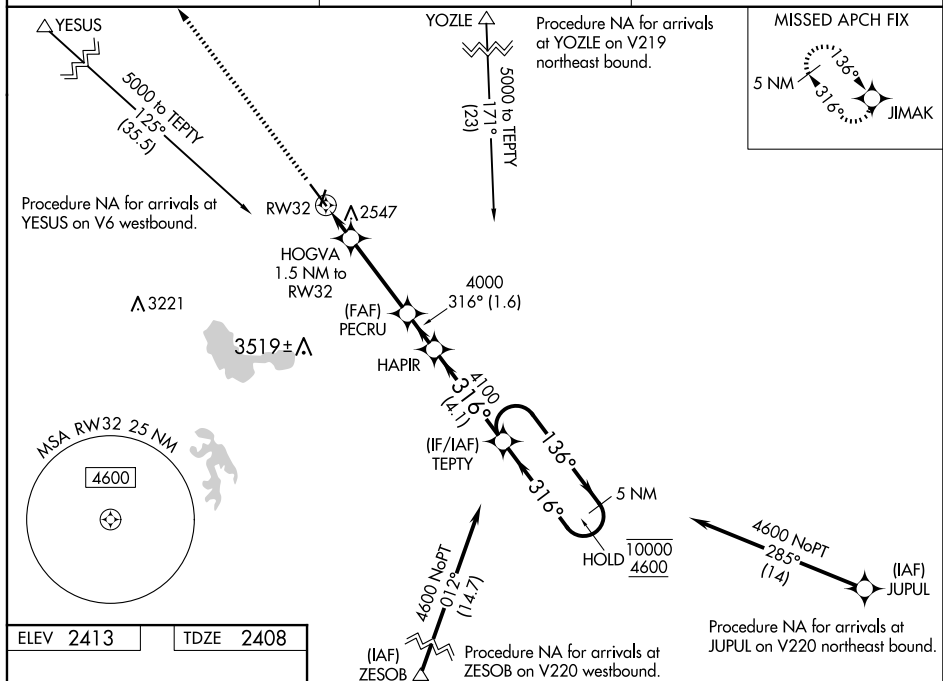 YESUS
5000 to TEPTY
125°
(35.5)
Procedure NA for arrivals at
YESUS on V6 westbound.
YOZLE
5000 to TEPTY
171°
(23)
Procedure NA for arrivals
at YOZLE on V219
northeast bound.
MISSED APCH FIX
5 NM
136°
316°
JIMAK
RW32
2547
HOGVA
1.5 NM to
RW32
3221
3519±
(FAF)
PECRU
4000
316° (1.6)
HAPIR
4100
316°
(4.1)
(IF/IAF)
TEPTY
136°
316°
5 NM
HOLD
10000
4600
MSA RW32 25 NM
4600
4600 NoPT
012°
(14.7)
(IAF)
ZESOB
Procedure NA for arrivals at
ZESOB on V220 westbound.
4600 NoPT
285°
(14)
(IAF)
JUPUL
Procedure NA for arrivals at
JUPUL on V220 northeast bound.
ELEV 2413
TDZE 2408